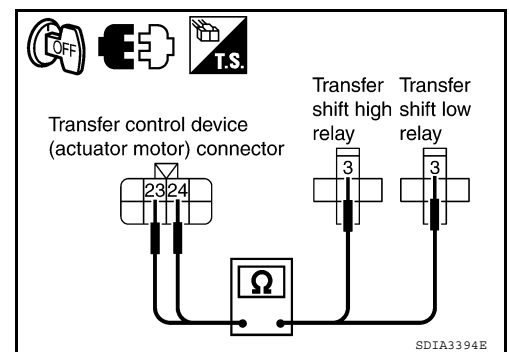 OFF
T.S.
Transfer control device
(actuator motor) connector
Transfer
shift high
relay
Transfer
shift low
relay
23 24
3
3
Ω
SDIA3394E